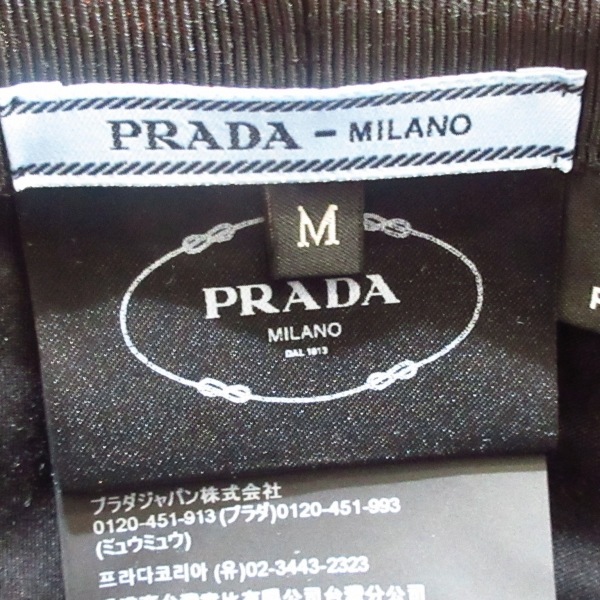 PRADA - MILANO
M
PRADA
MILANO
DAL 1913
プラダジャパン株式会社
0120-451-913 (プラダ)0120-451-993
(ミュウミュウ)
프라다코리아 (유)02-3443-2323